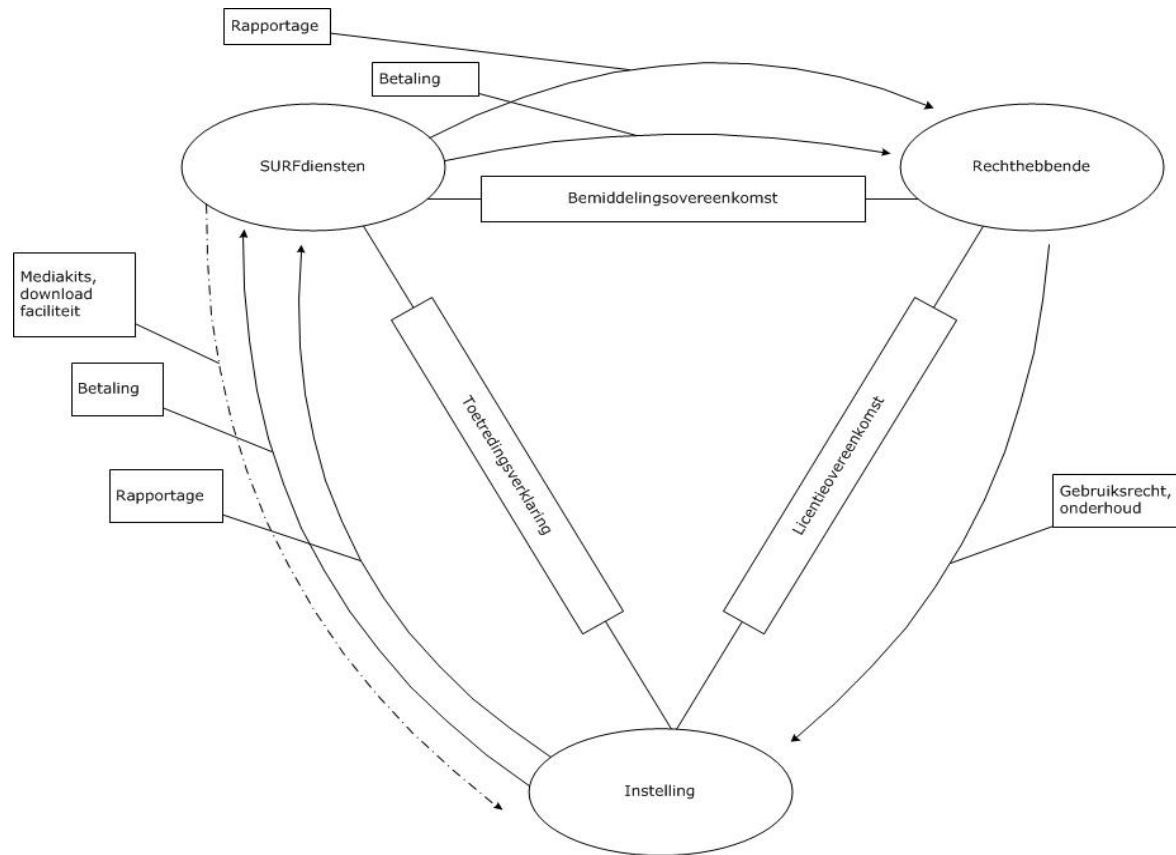 Rapportage
Betaling
SURFdiensten
Rechthebbende
Bemiddelingsovereenkomst
Mediakits,
download
faciliteit
Betaling
Toetredingsverklaring
Licentieovereenkomst
Rapportage
Gebruiksrecht,
onderhoud
Instelling